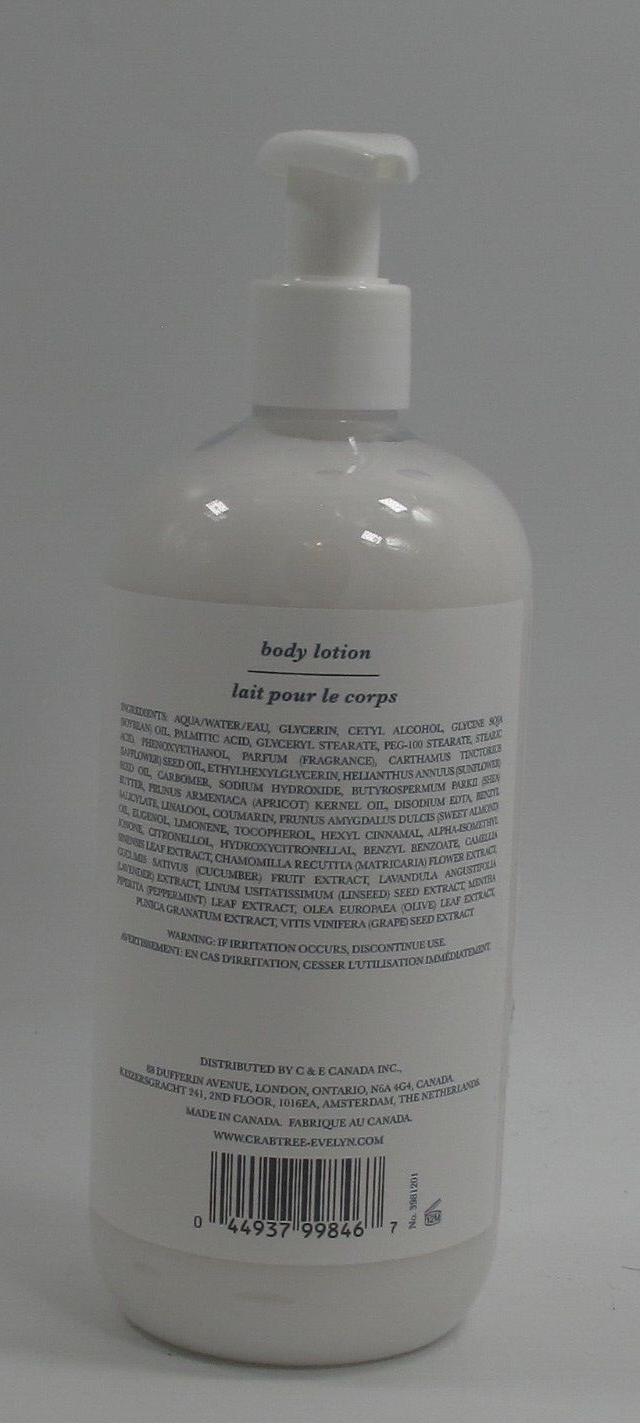 body lotion
lait pour le corps
INGREDIENTS: AQUA/WATER/EAU, GLYCERIN, CETYL ALCOHOL, GLYCINE SOJA
(SOYBEAN) OIL, PALMITIC ACID, GLYCERYL STEARATE, PEG-100 STEARATE, STEARIC
ACID, PHENOXYETHANOL, PARFUM (FRAGRANCE), CARTHAMUS TINCTORIUS
(SAFFLOWER) SEED OIL, ETHYLHEXYLGLYCERIN, HELIANTHUS ANNUUS (SUNFLOWER)
SEED OIL, CARBOMER, SODIUM HYDROXIDE, BUTYROSPERMUM PARKII (SHEA)
BUTTER, PRUNUS ARMENIACA (APRICOT) KERNEL OIL, DISODIUM EDTA, BENZYL
SALICYLATE, LINALOOL, COUMARIN, PRUNUS AMYGDALUS DULCIS (SWEET ALMOND)
OIL, EUGENOL, LIMONENE, TOCOPHEROL, HEXYL CINNAMAL, ALPHA-ISOMETHYL
IONONE, CITRONELLOL, HYDROXYCITRONELLAL, BENZYL BENZOATE, CAMELLIA
SINENSIS LEAF EXTRACT, CHAMOMILLA RECUTITA (MATRICARIA) FLOWER EXTRACT,
CUCUMIS SATIVUS (CUCUMBER) FRUIT EXTRACT, LAVANDULA ANGUSTIFOLIA
(LAVENDER) EXTRACT, LINUM USITATISSIMUM (LINSEED) SEED EXTRACT, MENTHA
PIPERITA (PEPPERMINT) LEAF EXTRACT, OLEA EUROPAEA (OLIVE) LEAF EXTRACT,
PUNICA GRANATUM EXTRACT, VITIS VINIFERA (GRAPE) SEED EXTRACT
WARNING: IF IRRITATION OCCURS, DISCONTINUE USE.
AVERTISSEMENT: EN CAS D'IRRITATION, CESSER L'UTILISATION IMMÉDIATEMENT.
DISTRIBUTED BY C & E CANADA INC.,
88 DUFFERIN AVENUE, LONDON, ONTARIO, N6A 4G4, CANADA.
KEIZERSGRACHT 241, 2ND FLOOR, 1016EA, AMSTERDAM, THE NETHERLANDS.
MADE IN CANADA. FABRIQUE AU CANADA.
WWW.CRABTREE-EVELYN.COM
0 44937 99846 7
No. 3981201
12M